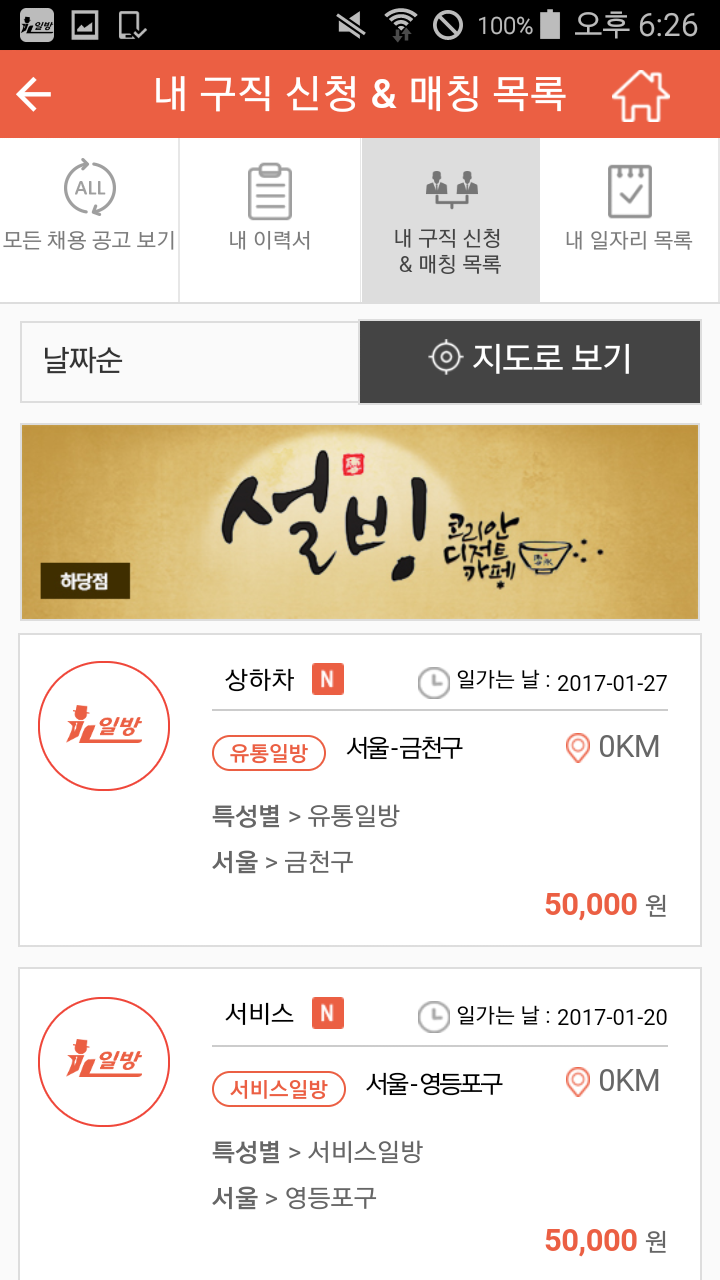 일방
100% 오후 6:26
내 구직 신청 & 매칭 목록
ALL
모든 채용 공고 보기
내 이력서
내 구직 신청
& 매칭 목록
내 일자리 목록
날짜순
지도로 보기
설빙
코리안
디저트
카페
하당점
일방
상하차 N
일가는 날 : 2017-01-27
유통일방 서울-금천구 0KM
특성별 > 유통일방
서울 > 금천구
50,000 원
일방
서비스 N
일가는 날 : 2017-01-20
서비스일방 서울-영등포구 0KM
특성별 > 서비스일방
서울 > 영등포구
50,000 원